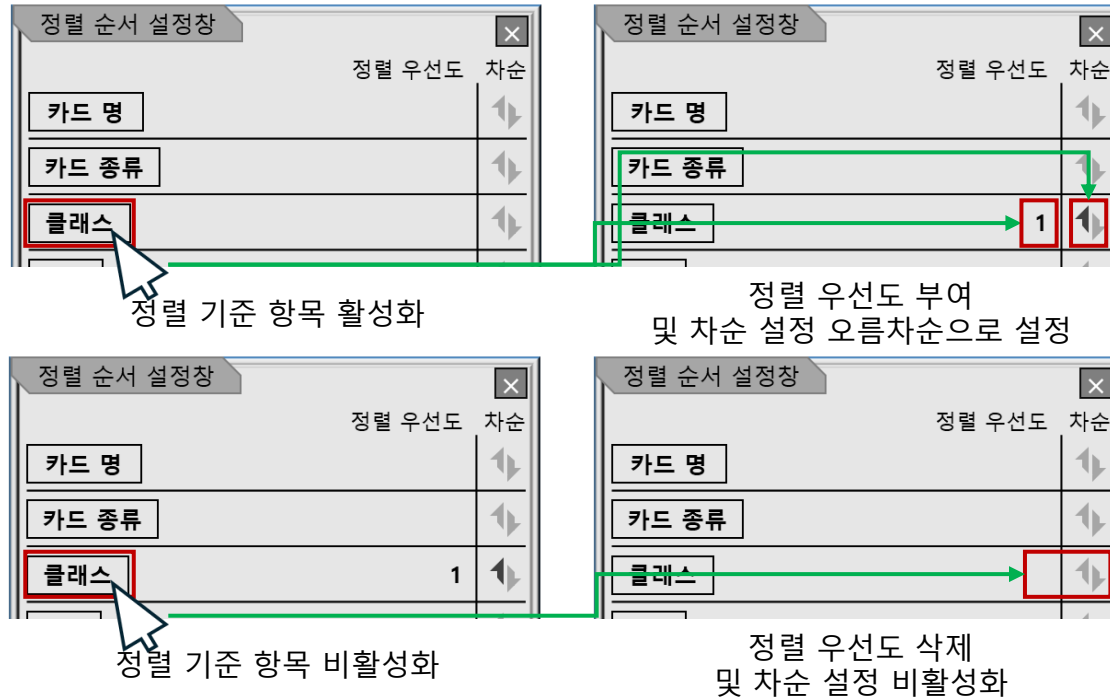 정렬 순서 설정창
정렬 우선도 차순
카드 명
카드 종류
클래스
정렬 기준 항목 활성화
정렬 순서 설정창
정렬 우선도 차순
카드 명
카드 종류
클래스 1
정렬 우선도 부여
및 차순 설정 오름차순으로 설정
정렬 순서 설정창
정렬 우선도 차순
카드 명
카드 종류
클래스 1
정렬 기준 항목 비활성화
정렬 순서 설정창
정렬 우선도 차순
카드 명
카드 종류
클래스
정렬 우선도 삭제
및 차순 설정 비활성화